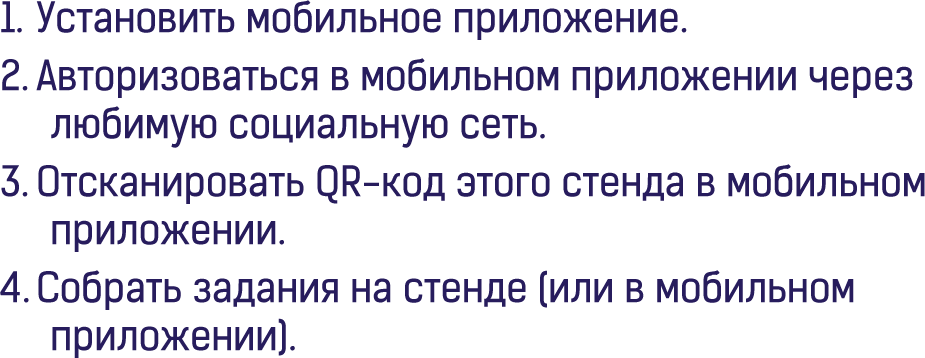 1. Установить мобильное приложение.
2. Авторизоваться в мобильном приложении через
любимую социальную сеть.
3. Отсканировать QR-код этого стенда в мобильном
приложении.
4. Собрать задания на стенде (или в мобильном
приложении).